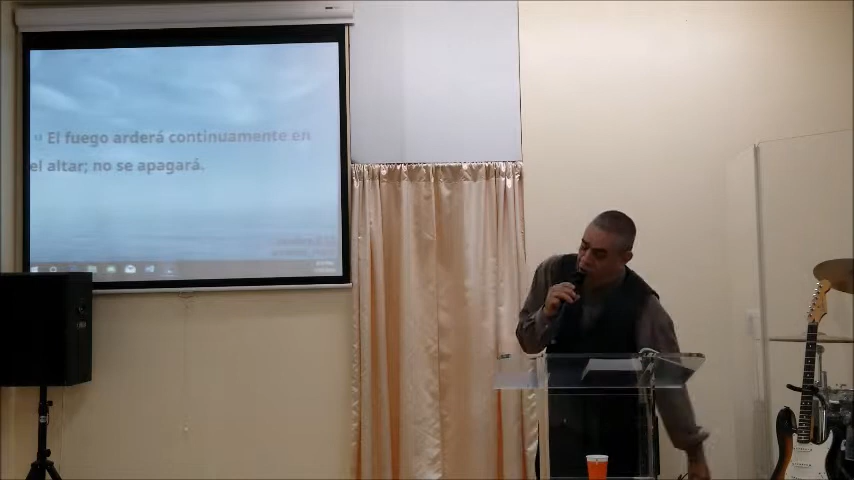 " El fuego arderá continuamente en
el altar; no se apagará.